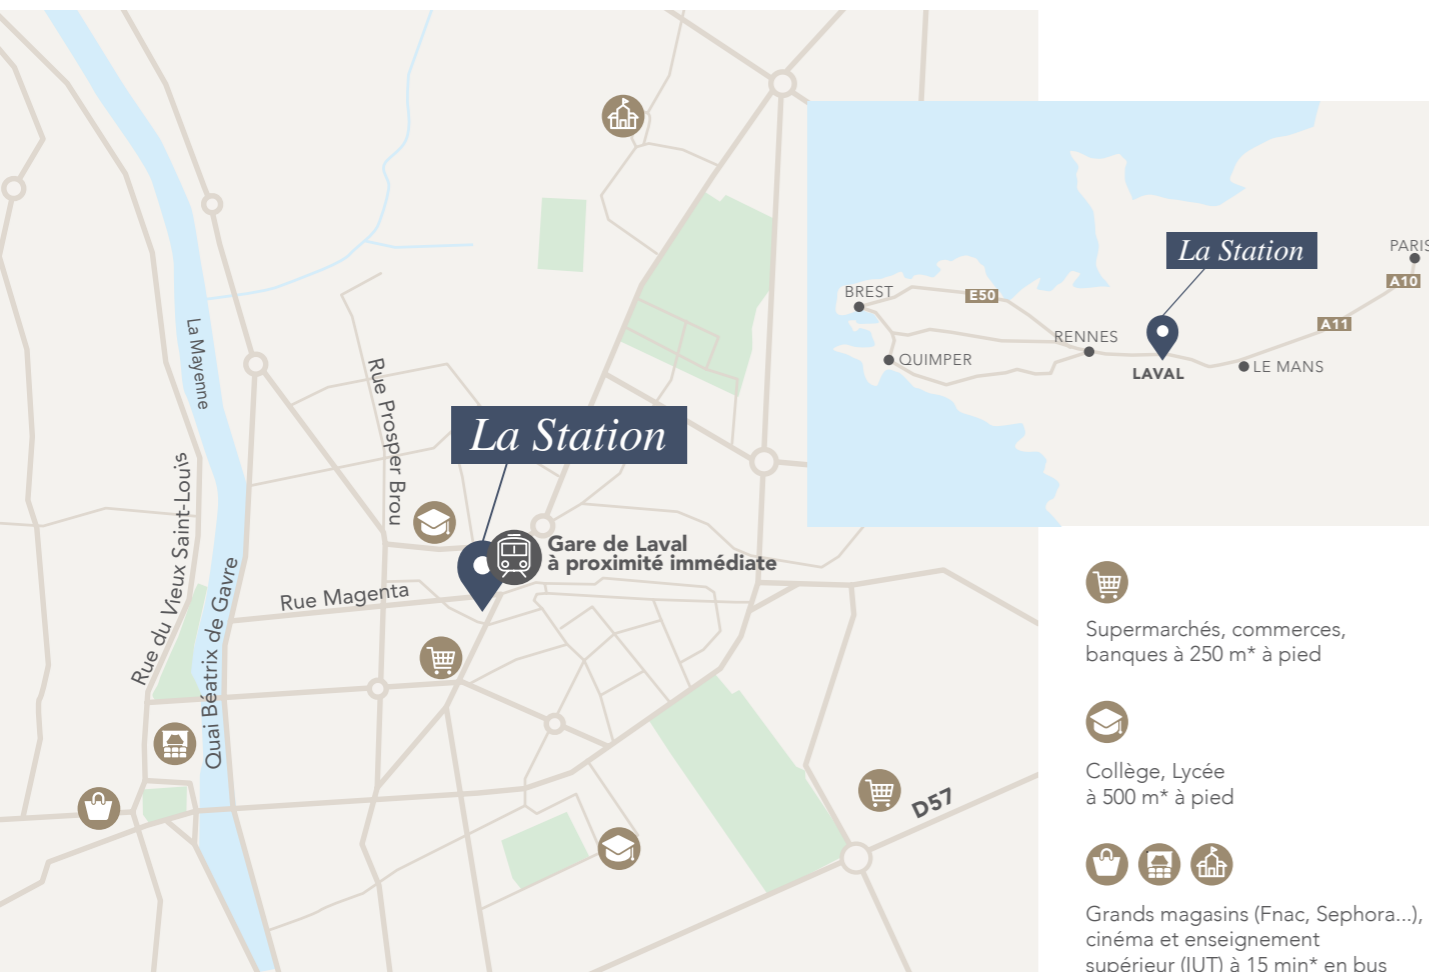 La Mayenne
Rue Prosper Brou
La Station
Rue du Vieux Saint-Louis
Quai Béatrix de Gavre
Rue Magenta
Gare de Laval
à proximité immédiate
D57
La Station
PARIS
A10
BREST
E50
A11
RENNES
QUIMPER
LAVAL
LE MANS
Supermarchés, commerces,
banques à 250 m* à pied
Collège, Lycée
à 500 m* à pied
Grands magasins (Fnac, Sephora...),
cinéma et enseignement
supérieur (IUT) à 15 min* en bus